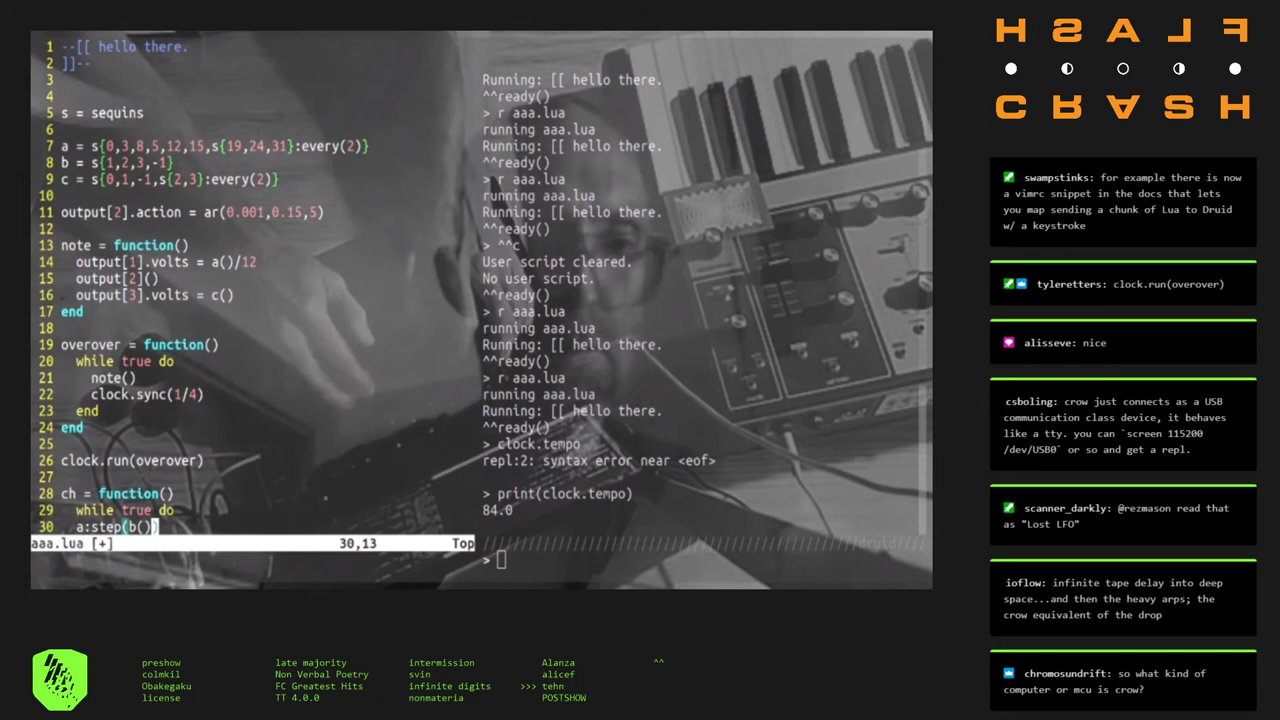 1 --[[ hello there.
2 ]]--
3
4
5 s = sequins
6
7 a = s{0,3,8,5,12,15,s{19,24,31}:every(2)}
8 b = s{1,2,3,-1}
9 c = s{0,1,-1,s{2,3}:every(2)}
10
11 output[2].action = ar(0.001,0.15,5)
12
13 note = function()
14 output[1].volts = a()/12
15 output[2]()
16 output[3].volts = c()
17 end
18
19 overover = function()
20 while true do
21 note()
22 clock.sync(1/4)
23 end
24 end
25
26 clock.run(overover)
27
28 ch = function()
29 while true do
30 a:step(b())
aaa.lua [+] 30,13 Top
Running: [[ hello there.
^^ready()
> r aaa.lua
running aaa.lua
Running: [[ hello there.
^^ready()
> r aaa.lua
running aaa.lua
Running: [[ hello there.
^^ready()
> ^^c
User script cleared.
No user script.
^^ready()
> r aaa.lua
running aaa.lua
Running: [[ hello there.
^^ready()
> r aaa.lua
running aaa.lua
Running: [[ hello there.
^^ready()
> clock.tempo
repl:2: syntax error near <eof>
> print(clock.tempo)
84.0
//////////////////////////////////////////////////druid////
>
FLASH
CRASH
swampstinks: for example there is now
a vimrc snippet in the docs that lets
you map sending a chunk of Lua to Druid
w/ a keystroke
tyleretters: clock.run(overover)
alisseve: nice
csboling: crow just connects as a USB
communication class device, it behaves
like a tty. you can `screen 115200
/dev/USB0` or so and get a repl.
scanner_darkly: @rezmason read that
as "Lost LFO"
ioflow: infinite tape delay into deep
space...and then the heavy arps; the
crow equivalent of the drop
chromosundrift: so what kind of
computer or mcu is crow?
preshow
colmkil
Obakegaku
license
late majority
Non Verbal Poetry
FC Greatest Hits
TT 4.0.0
intermission
svin
infinite digits
nonmateria
Alanza
alicef
>>> tehn
POSTSHOW
^^